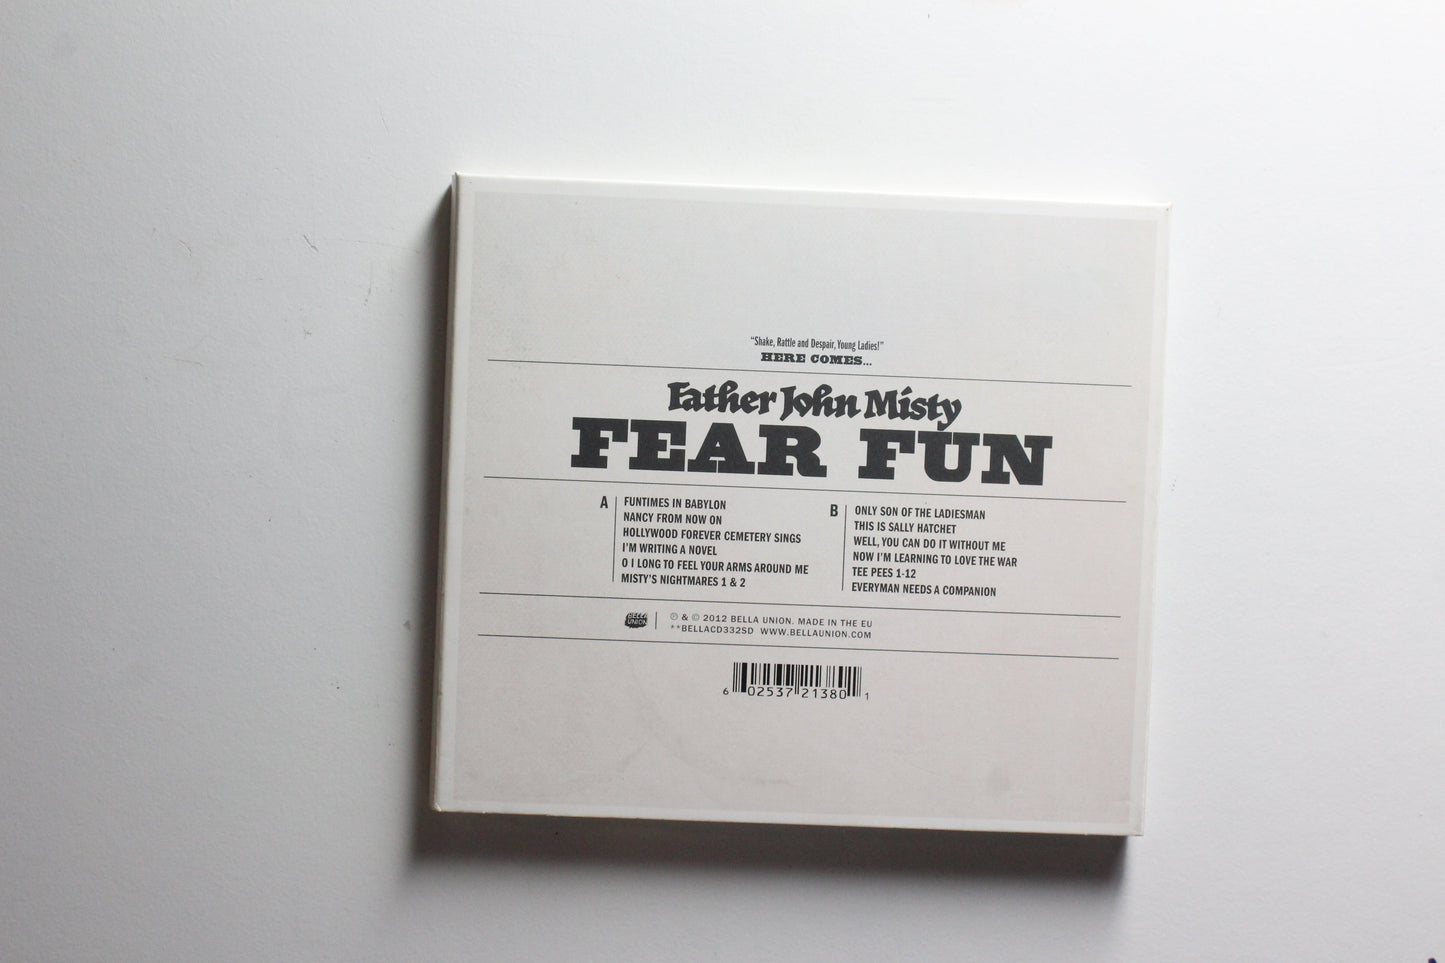 “Shake, Rattle and Despair, Young Ladies!”
HERE COMES...
Father John Misty
FEAR FUN
A
FUNTIMES IN BABYLON
NANCY FROM NOW ON
HOLLYWOOD FOREVER CEMETERY SINGS
I'M WRITING A NOVEL
O I LONG TO FEEL YOUR ARMS AROUND ME
MISTY'S NIGHTMARES 1 & 2
B
ONLY SON OF THE LADIESMAN
THIS IS SALLY HATCHET
WELL, YOU CAN DO IT WITHOUT ME
NOW I'M LEARNING TO LOVE THE WAR
TEE PEES 1-12
EVERYMAN NEEDS A COMPANION
BELLA
UNION
℗ & © 2012 BELLA UNION. MADE IN THE EU
**BELLACD332SD WWW.BELLAUNION.COM
6 02537 21380 1